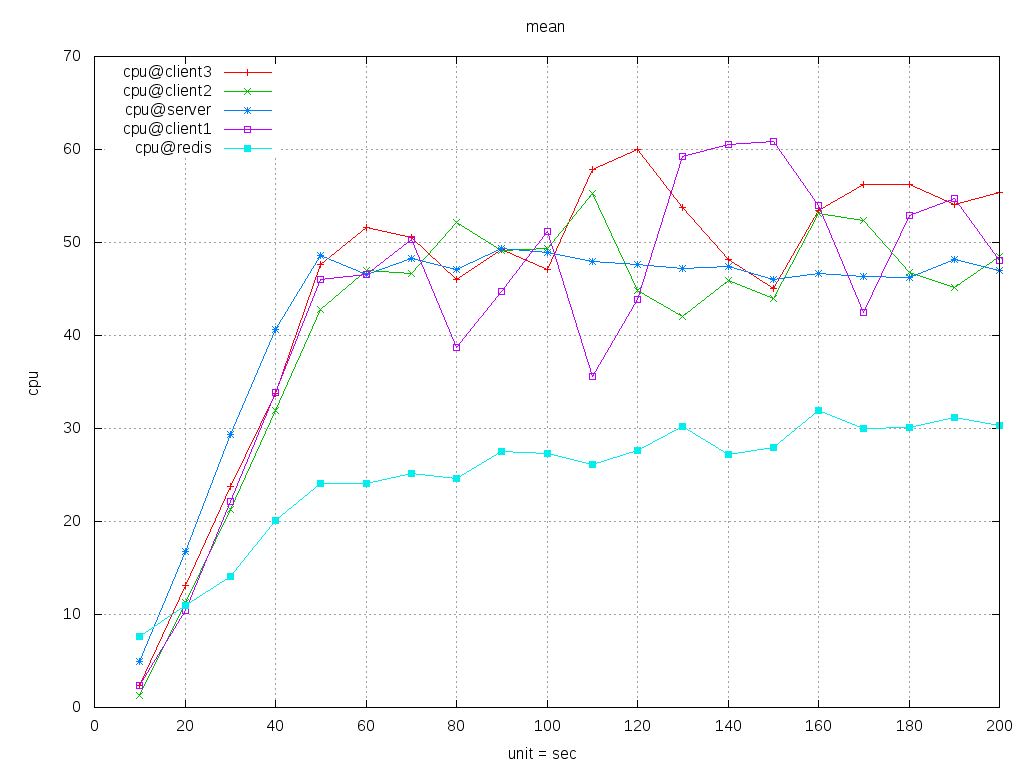 mean
70
60
50
40
30
20
10
0
cpu
cpu@client3
cpu@client2
cpu@server
cpu@client1
cpu@redis
0 20 40 60 80 100 120 140 160 180 200
unit = sec